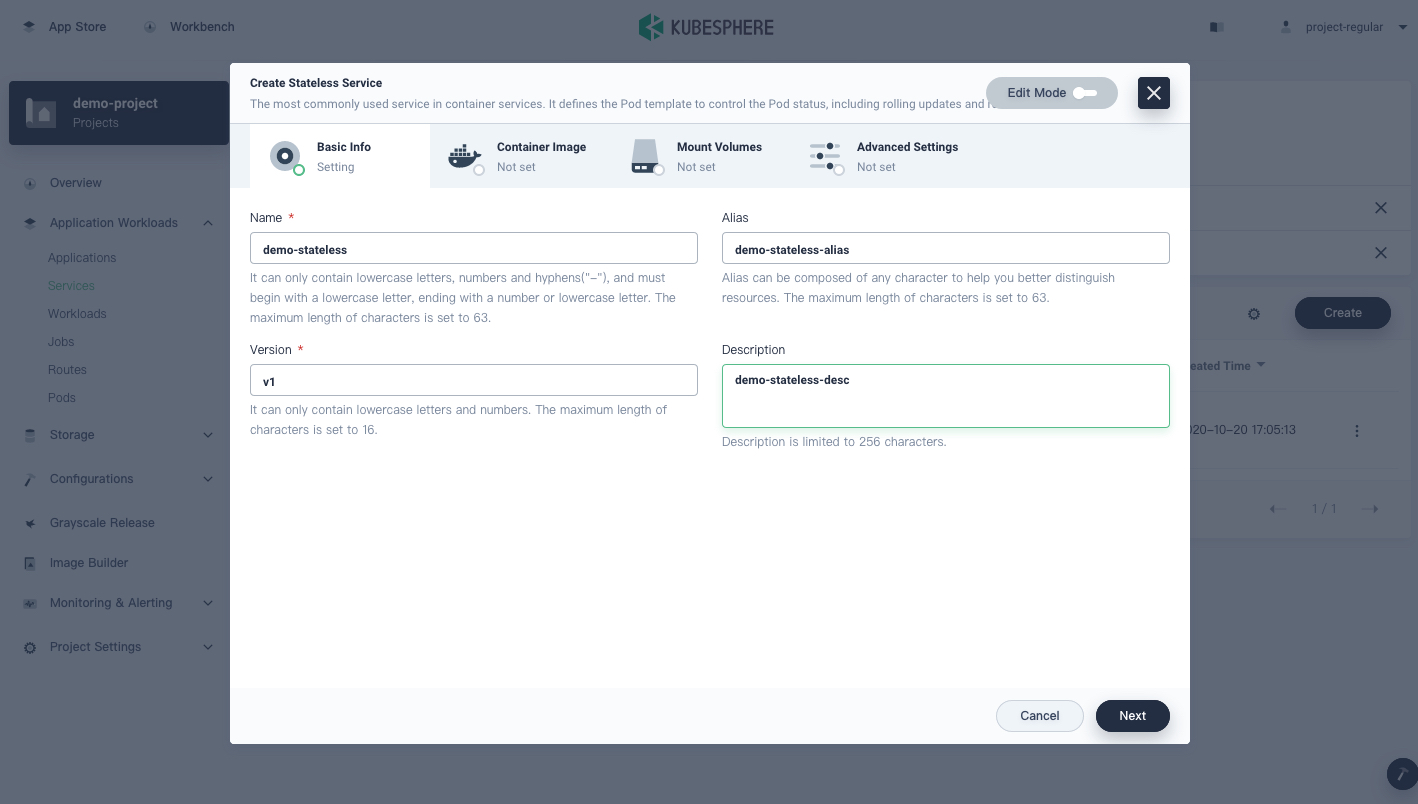 App Store
Workbench
KUBESPHERE
project-regular
demo-project
Projects
Overview
Application Workloads
Applications
Services
Workloads
Jobs
Routes
Pods
Storage
Configurations
Grayscale Release
Image Builder
Monitoring & Alerting
Project Settings
Create Stateless Service
The most commonly used service in container services. It defines the Pod template to control the Pod status, including rolling updates and
Edit Mode
Basic Info
Setting
Container Image
Not set
Mount Volumes
Not set
Advanced Settings
Not set
Name *
demo-stateless
It can only contain lowercase letters, numbers and hyphens("-"), and must
begin with a lowercase letter, ending with a number or lowercase letter. The
maximum length of characters is set to 63.
Alias
demo-stateless-alias
Alias can be composed of any character to help you better distinguish
resources. The maximum length of characters is set to 63.
Version *
v1
It can only contain lowercase letters and numbers. The maximum length of
characters is set to 16.
Description
demo-stateless-desc
Description is limited to 256 characters.
Cancel
Next
Create
Time
20-10-20 17:05:13
1 / 1